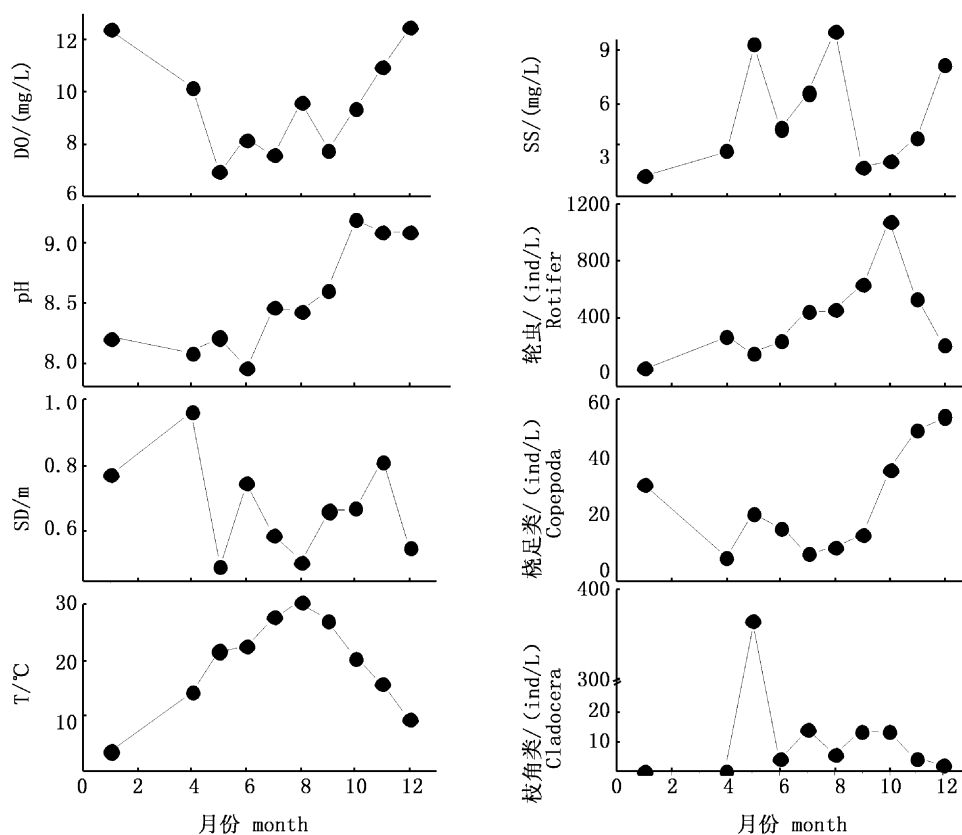 DO/(mg/L)
12
10
8
6
pH
9.0
8.5
8.0
SD/m
1.0
0.8
0.6
T/℃
30
20
10
0 2 4 6 8 10 12
月份 month
SS/(mg/L)
9
6
3
轮虫/(ind/L)
Rotifer
1200
800
400
0
桡足类/(ind/L)
Copepoda
60
40
20
0
枝角类/(ind/L)
Cladocera
400
300
20
10
0 2 4 6 8 10 12
月份 month